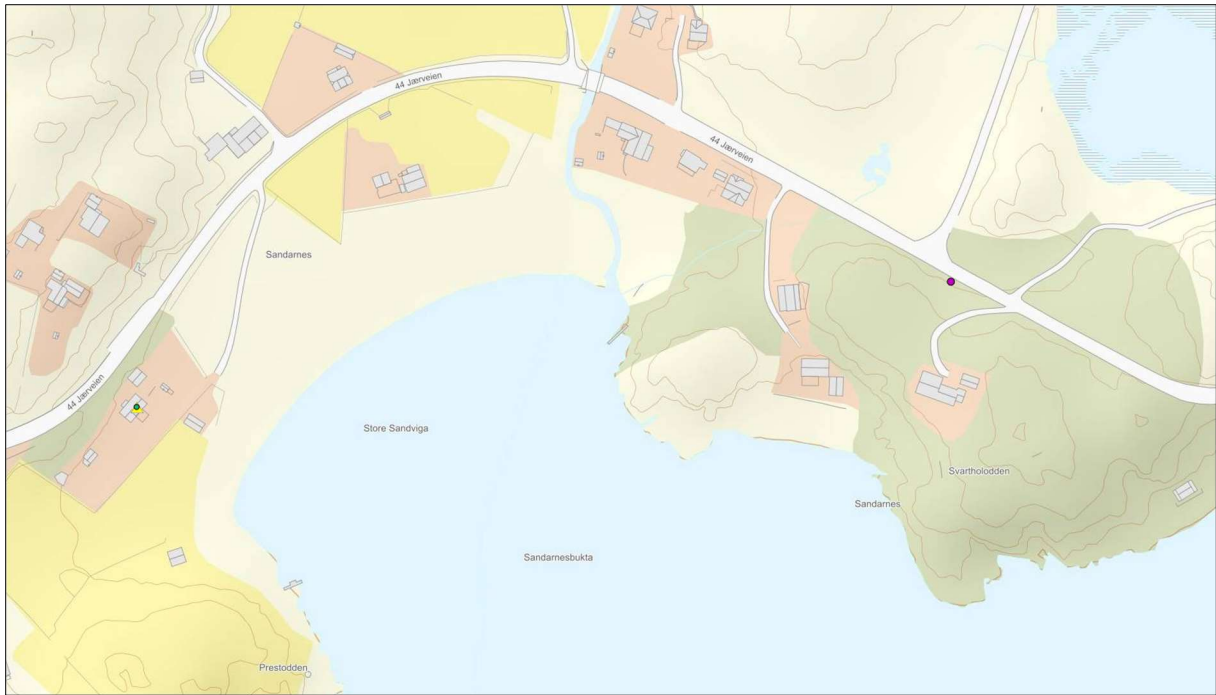 44 Jærveien
44 Jærveien
Sandarnes
44 Jærveien
Store Sandviga
Svartholodden
Sandarnes
Sandarnesbukta
Prestodden